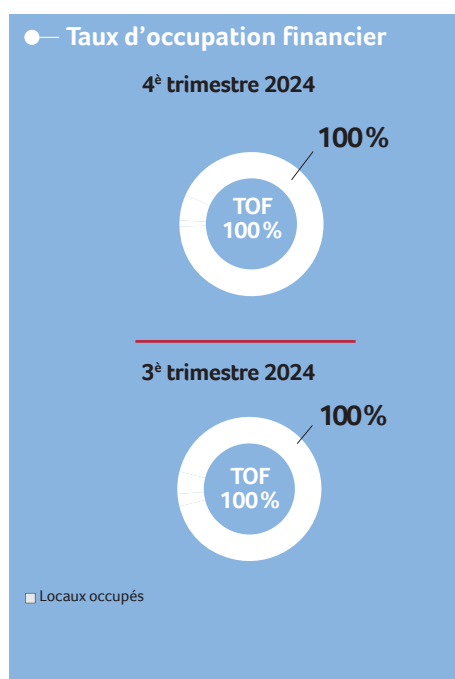 Taux d’occupation financier
4è trimestre 2024
100 %
TOF
100 %
3è trimestre 2024
100 %
TOF
100 %
Locaux occupés